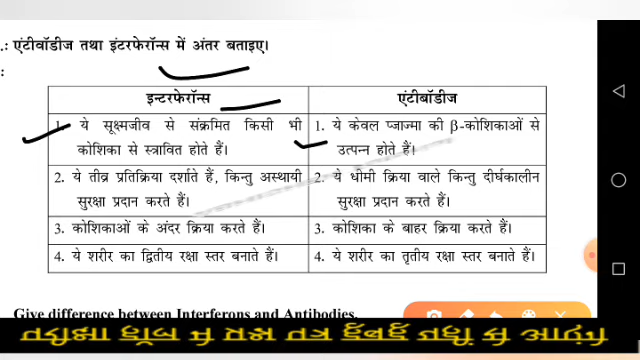 .: एंटीवॉडीज तथा इंटरफेरॉन्स में अंतर बताइए।
:
इन्टरफेरॉन्स
एंटीबॉडीज
1. ये सूक्ष्मजीव से संक्रमित किसी भी
कोशिका से स्त्रावित होते हैं।
1. ये केवल प्जाज्मा की β-कोशिकाओं से
उत्पन्न होते हैं।
2. ये तीव्र प्रतिक्रिया दर्शाते हैं, किन्तु अस्थायी
सुरक्षा प्रदान करते हैं।
2. ये धीमी क्रिया वाले किन्तु दीर्घकालीन
सुरक्षा प्रदान करते हैं।
3. कोशिकाओं के अंदर क्रिया करते हैं।
3. कोशिका के बाहर क्रिया करते हैं।
4. ये शरीर का द्वितीय रक्षा स्तर बनाते हैं।
4. ये शरीर का तृतीय रक्षा स्तर बनाते हैं।
Give difference between Interferons and Antibodies.